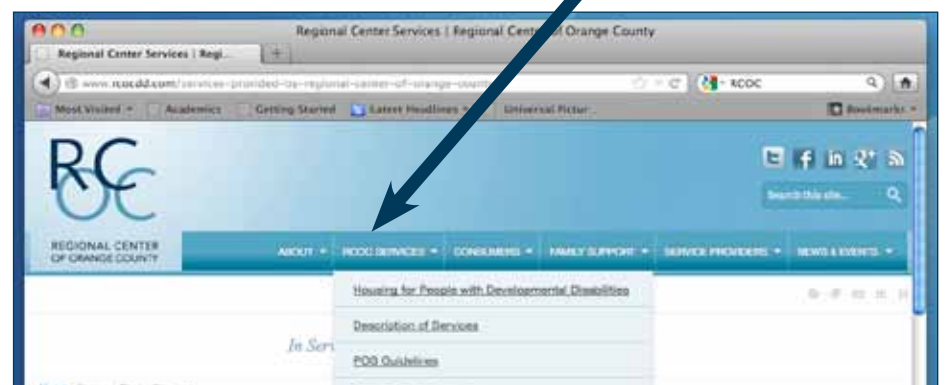 Regional Center Services | Regional Center of Orange County
Regional Center Services | Regi...
www.rcocdd.com/services-provided-by-regional-center-of-orange-county
RCOC
Most Visited Academics Getting Started Latest Headlines Universal Pictur...
Bookmarks
RCOC
Search this site...
REGIONAL CENTER
OF ORANGE COUNTY
ABOUT RCOC SERVICES CONSUMERS FAMILY SUPPORT SERVICE PROVIDERS NEWS & EVENTS
Housing for People with Developmental Disabilities
Description of Services
In Serv
POS Guidelines